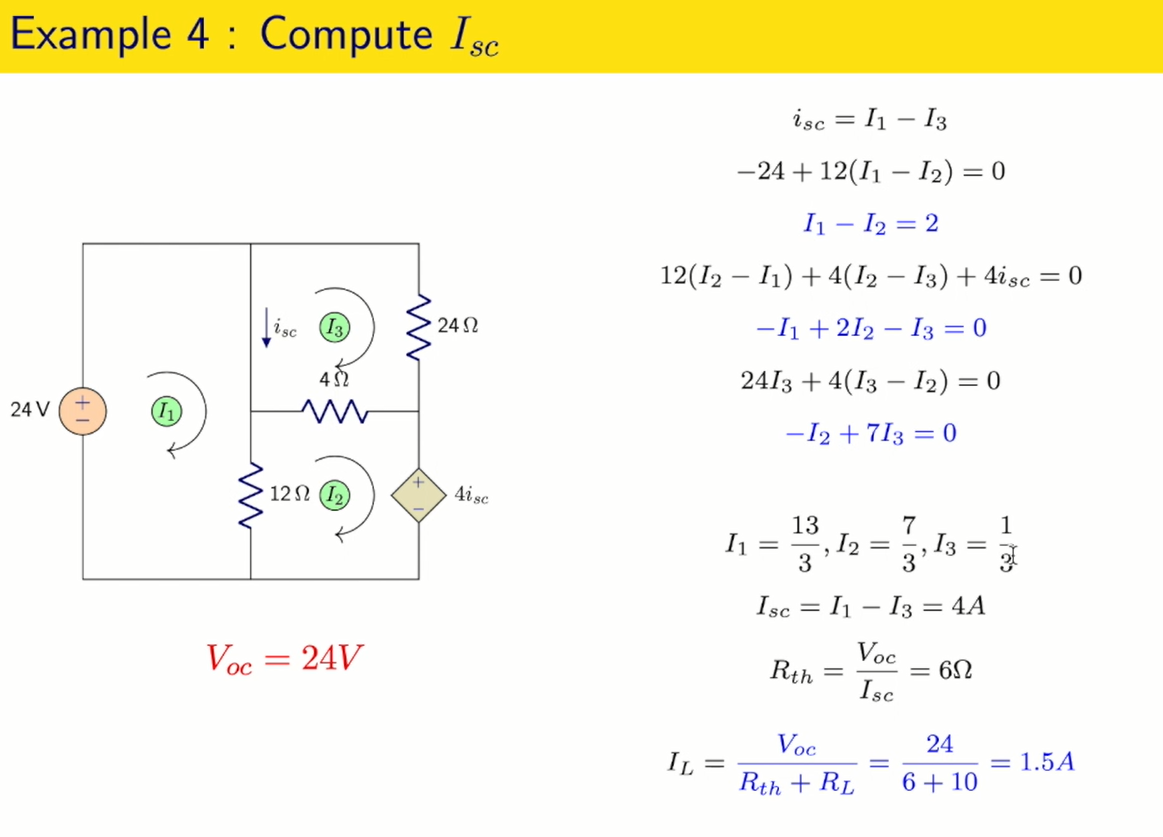 Example 4 : Compute I_sc
i_sc = I_1 − I_3
−24 + 12(I_1 − I_2) = 0
I_1 − I_2 = 2
12(I_2 − I_1) + 4(I_2 − I_3) + 4i_sc = 0
−I_1 + 2I_2 − I_3 = 0
24I_3 + 4(I_3 − I_2) = 0
−I_2 + 7I_3 = 0
I_1 = 13/3, I_2 = 7/3, I_3 = 1/3
I_sc = I_1 − I_3 = 4A
R_th = V_oc/I_sc = 6Ω
I_L = V_oc/(R_th + R_L) = 24/(6 + 10) = 1.5A
i_sc
I_3
24 Ω
4 Ω
24 V
+
−
I_1
12 Ω
I_2
+
−
4i_sc
V_oc = 24V